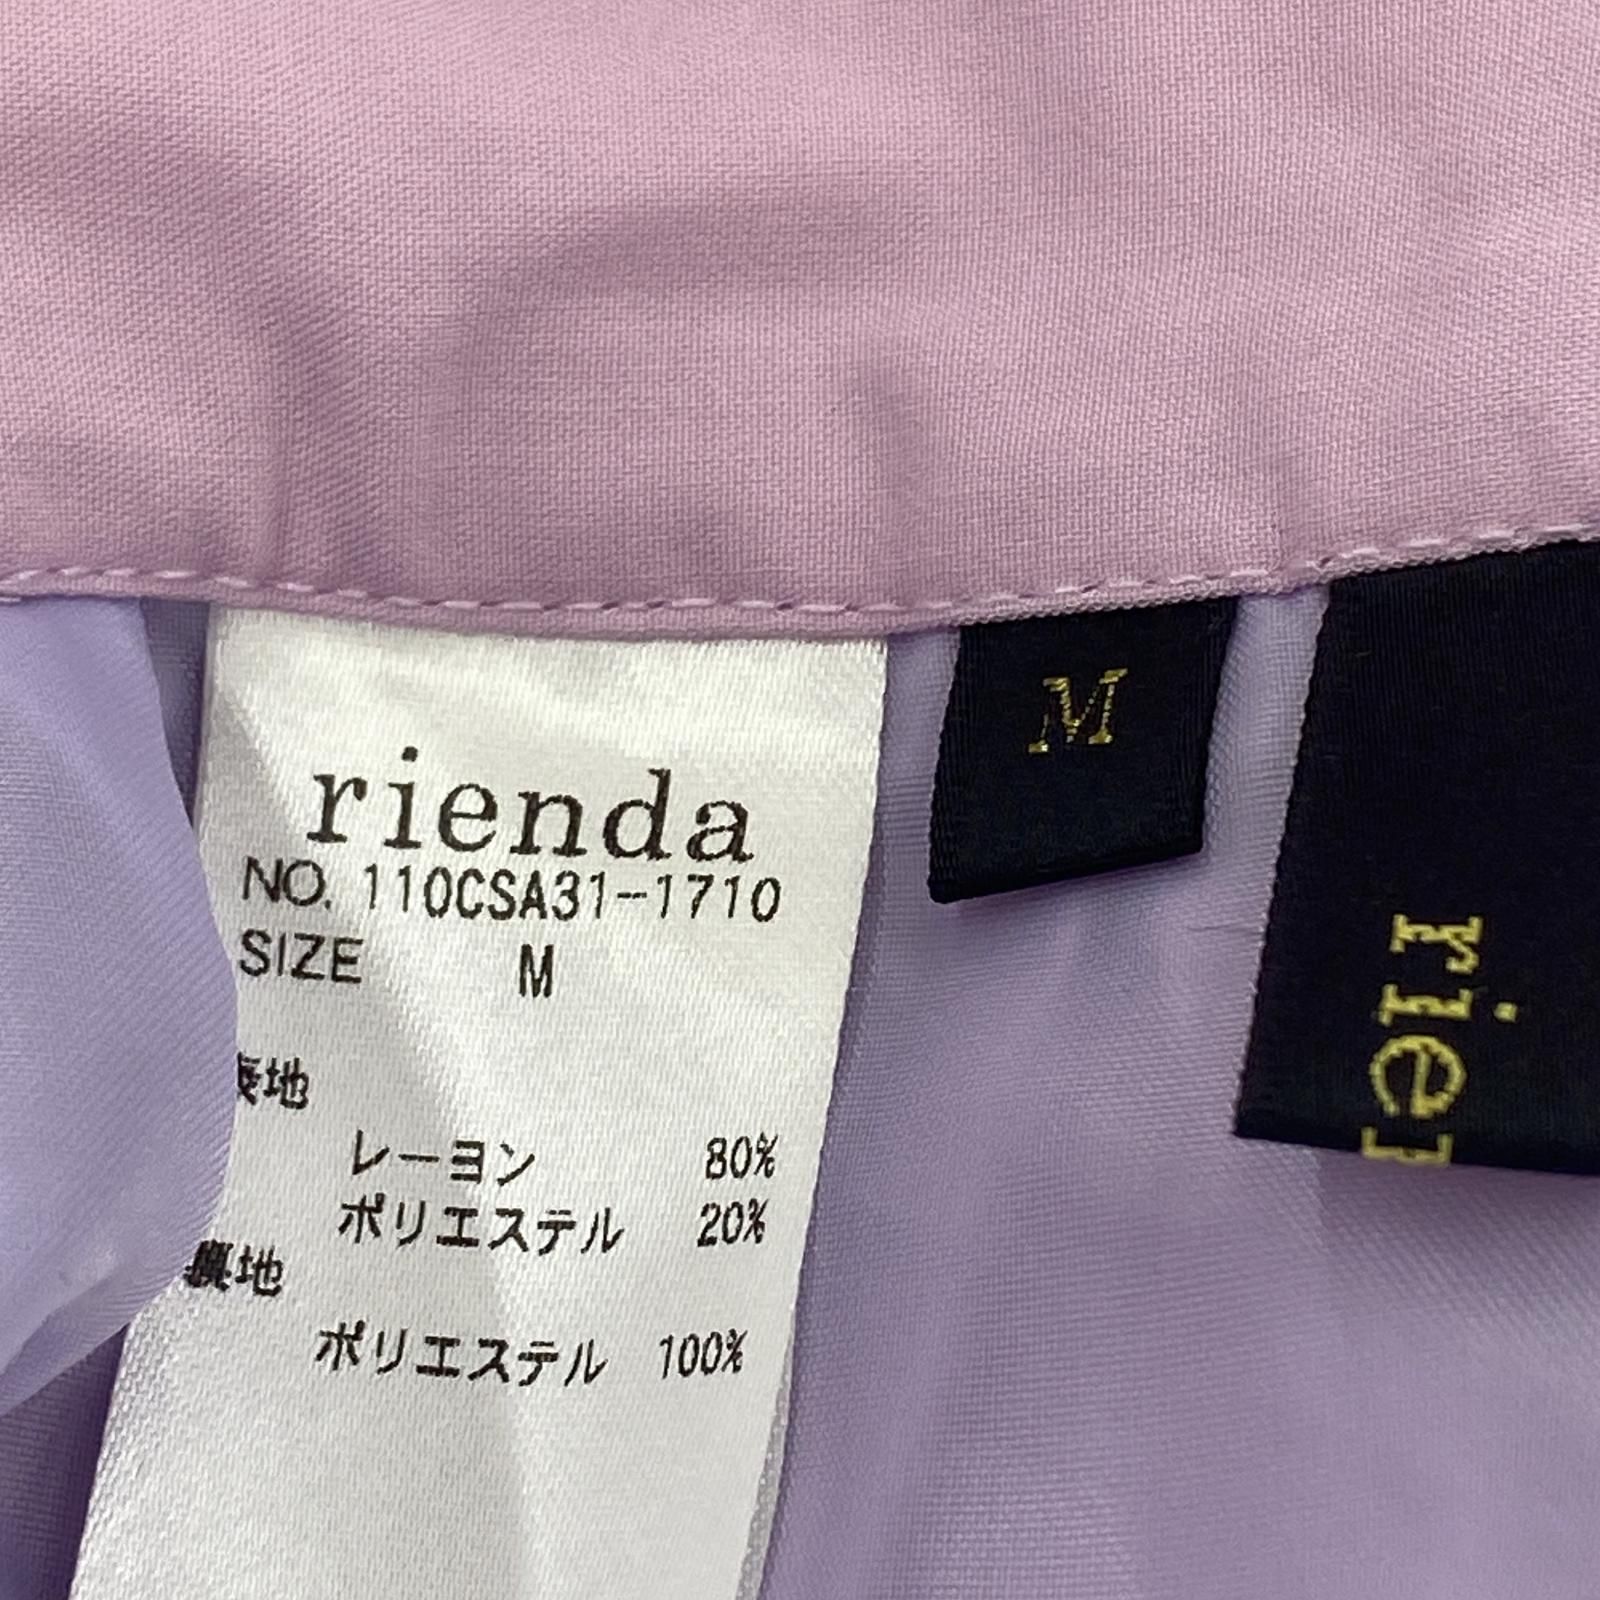 rienda
NO. 110CSA31-1710
SIZE M
表地
レーヨン 80%
ポリエステル 20%
裏地
ポリエステル 100%
M
rien